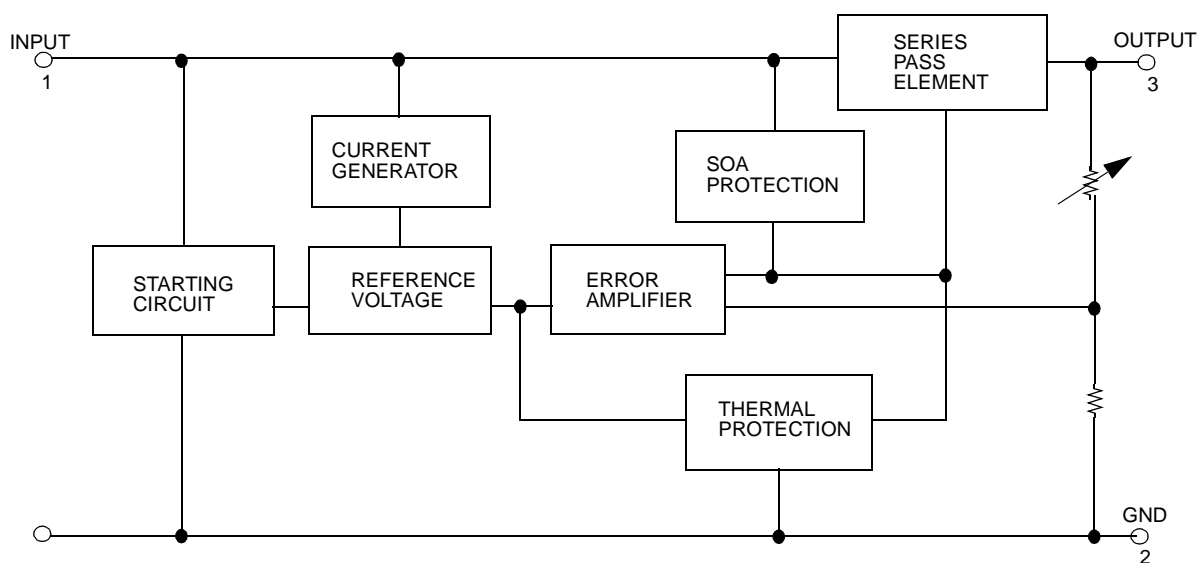 INPUT
1
SERIES
PASS
ELEMENT
OUTPUT
3
CURRENT
GENERATOR
SOA
PROTECTION
STARTING
CIRCUIT
REFERENCE
VOLTAGE
ERROR
AMPLIFIER
THERMAL
PROTECTION
GND
2